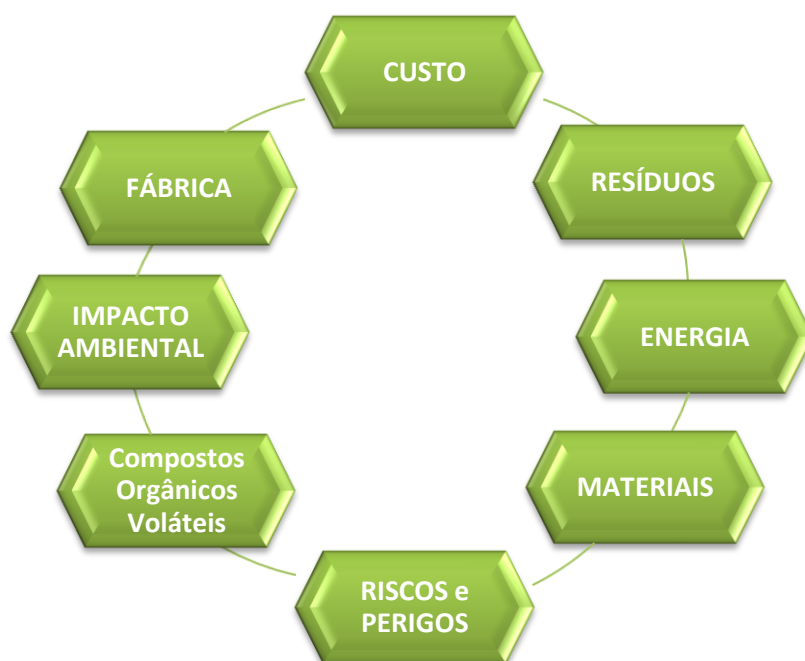 CUSTO
RESÍDUOS
ENERGIA
MATERIAIS
RISCOS e
PERIGOS
Compostos
Orgânicos
Voláteis
IMPACTO
AMBIENTAL
FÁBRICA